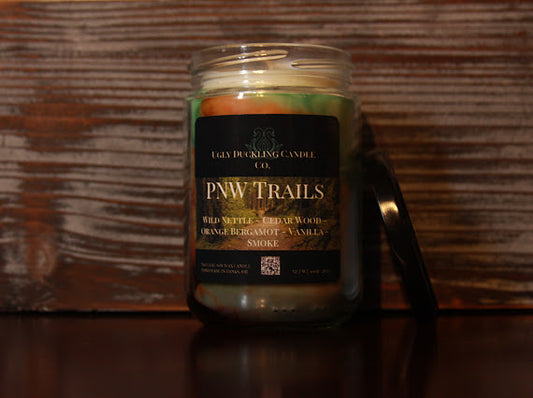 Ugly Duckling Candle
Co.
PNW Trails
Wild Nettle - Cedar Wood -
Orange Bergamot - Vanilla -
Smoke